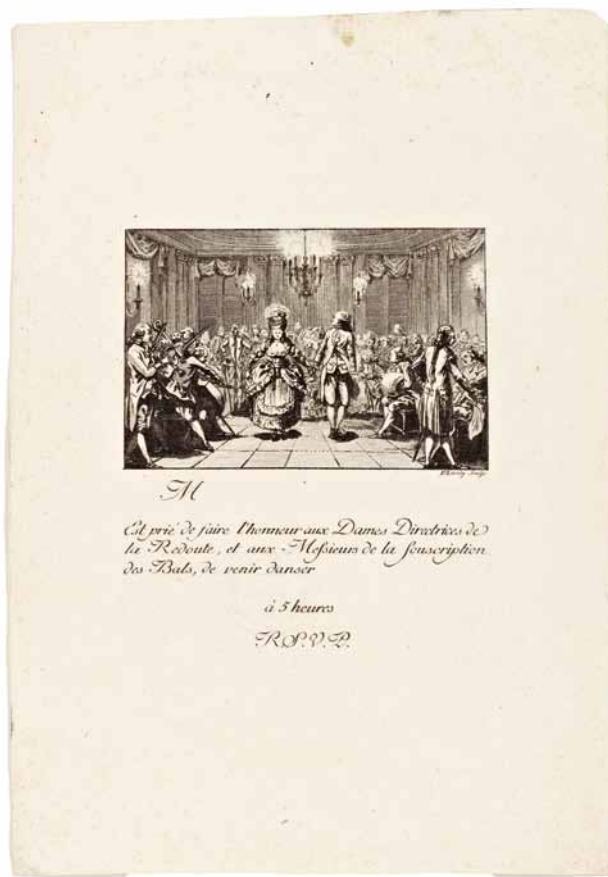 M
Est prié de faire l'honneur aux Dames Directrices de
la Redoute, et aux Meſsieurs de la ſouscription
des Bals, de venir danser
à 5 heures
R.S.V.P.